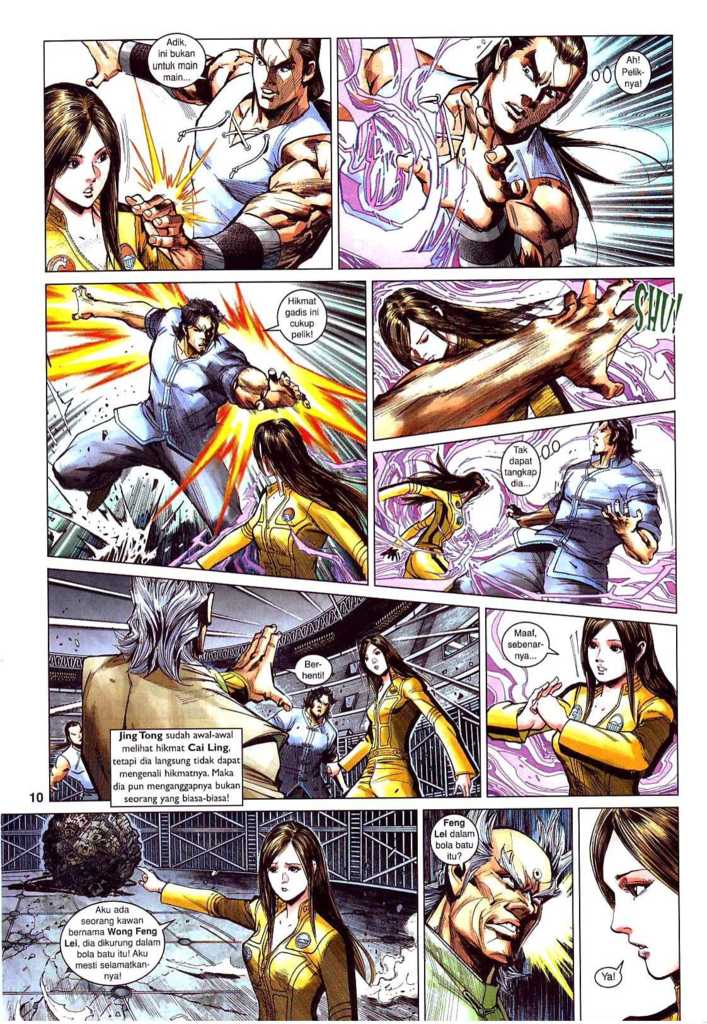 Adik,
ini bukan
untuk main
main...
Ah!
Pelik-
nya!
Hikmat
gadis ini
cukup
pelik!
SHU!
Tak
dapat
tangkap
dia...
Ber-
henti!
Jing Tong sudah awal-awal
melihat hikmat Cai Ling,
tetapi dia langsung tidak dapat
mengenali hikmatnya. Maka
dia pun menganggapnya bukan
seorang yang biasa-biasa!
Maaf,
sebenar-
nya...
10
Aku ada
seorang kawan
bernama Wong Feng
Lei, dia dikurung dalam
bola batu itu! Aku
mesti selamatkan-
nya!
Feng
Lei dalam
bola batu
itu?
Ya!